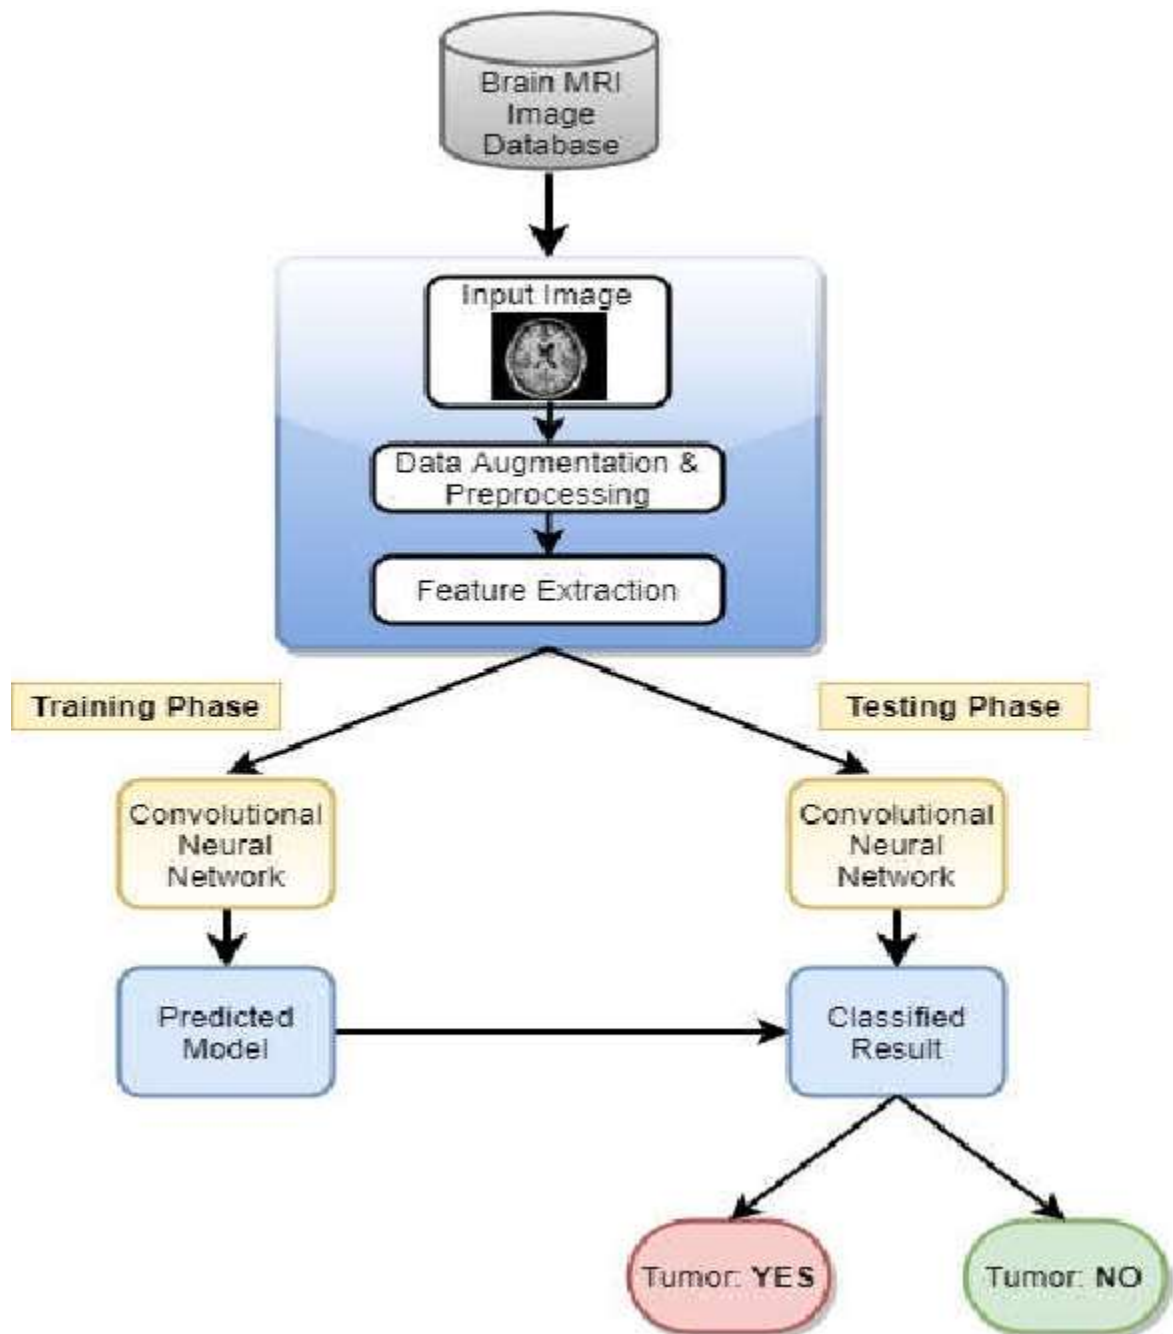 Brain MRI
Image
Database
Input Image
Data Augmentation &
Preprocessing
Feature Extraction
Training Phase
Testing Phase
Convolutional
Neural
Network
Convolutional
Neural
Network
Predicted
Model
Classified
Result
Tumor: YES
Tumor: NO